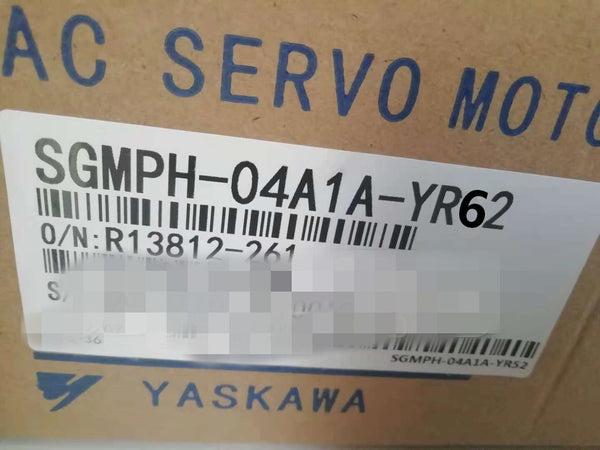 AC SERVO MOTO
SGMPH-04A1A-YR62
O/N:R13812-261
S/
SGMPH-04A1A-YR52
YASKAWA